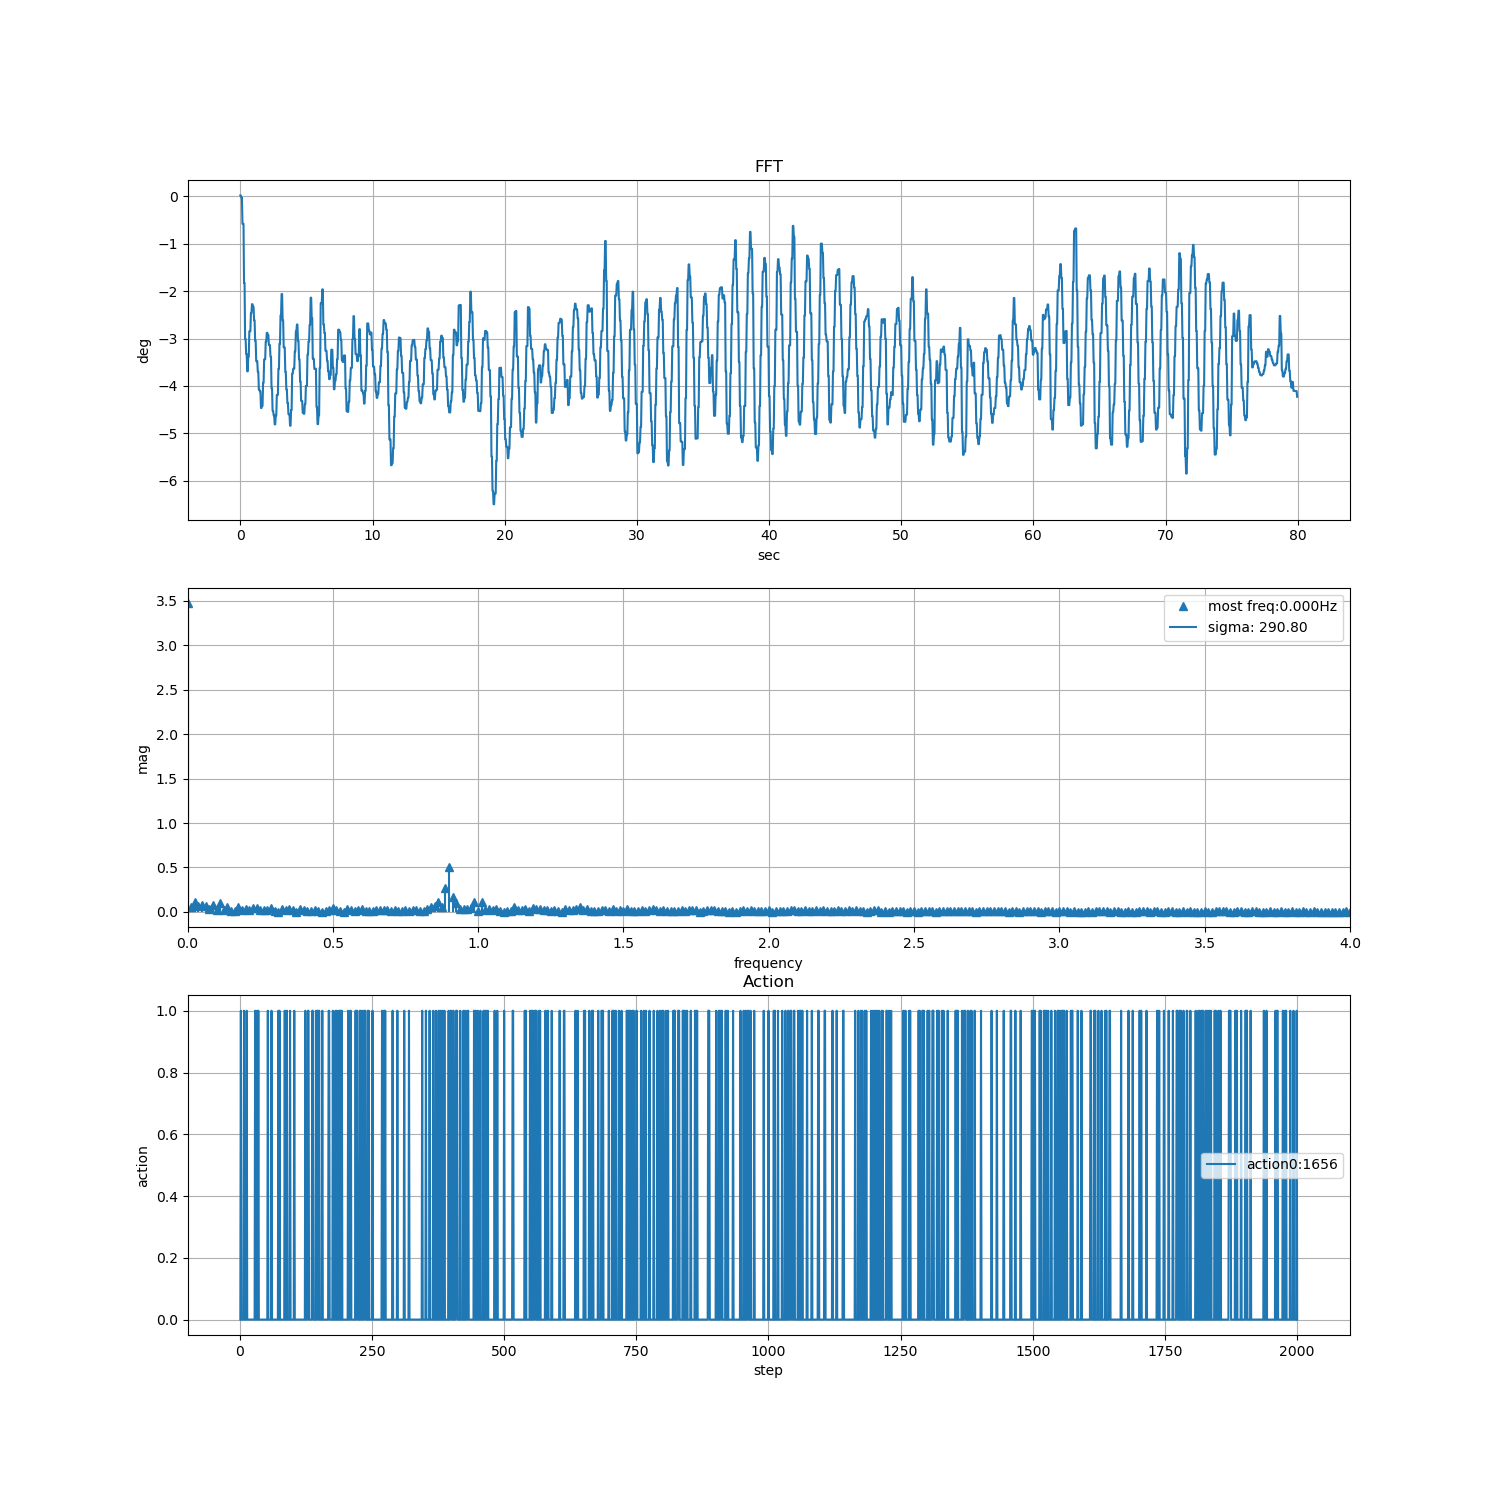 FFT
0
−1
−2
−3
−4
−5
−6
deg
0 10 20 30 40 50 60 70 80
sec
3.5
3.0
2.5
2.0
1.5
1.0
0.5
0.0
mag
most freq:0.000Hz
sigma: 290.80
0.0 0.5 1.0 1.5 2.0 2.5 3.0 3.5 4.0
frequency
Action
1.0
0.8
0.6
0.4
0.2
0.0
action
action0:1656
0 250 500 750 1000 1250 1500 1750 2000
step